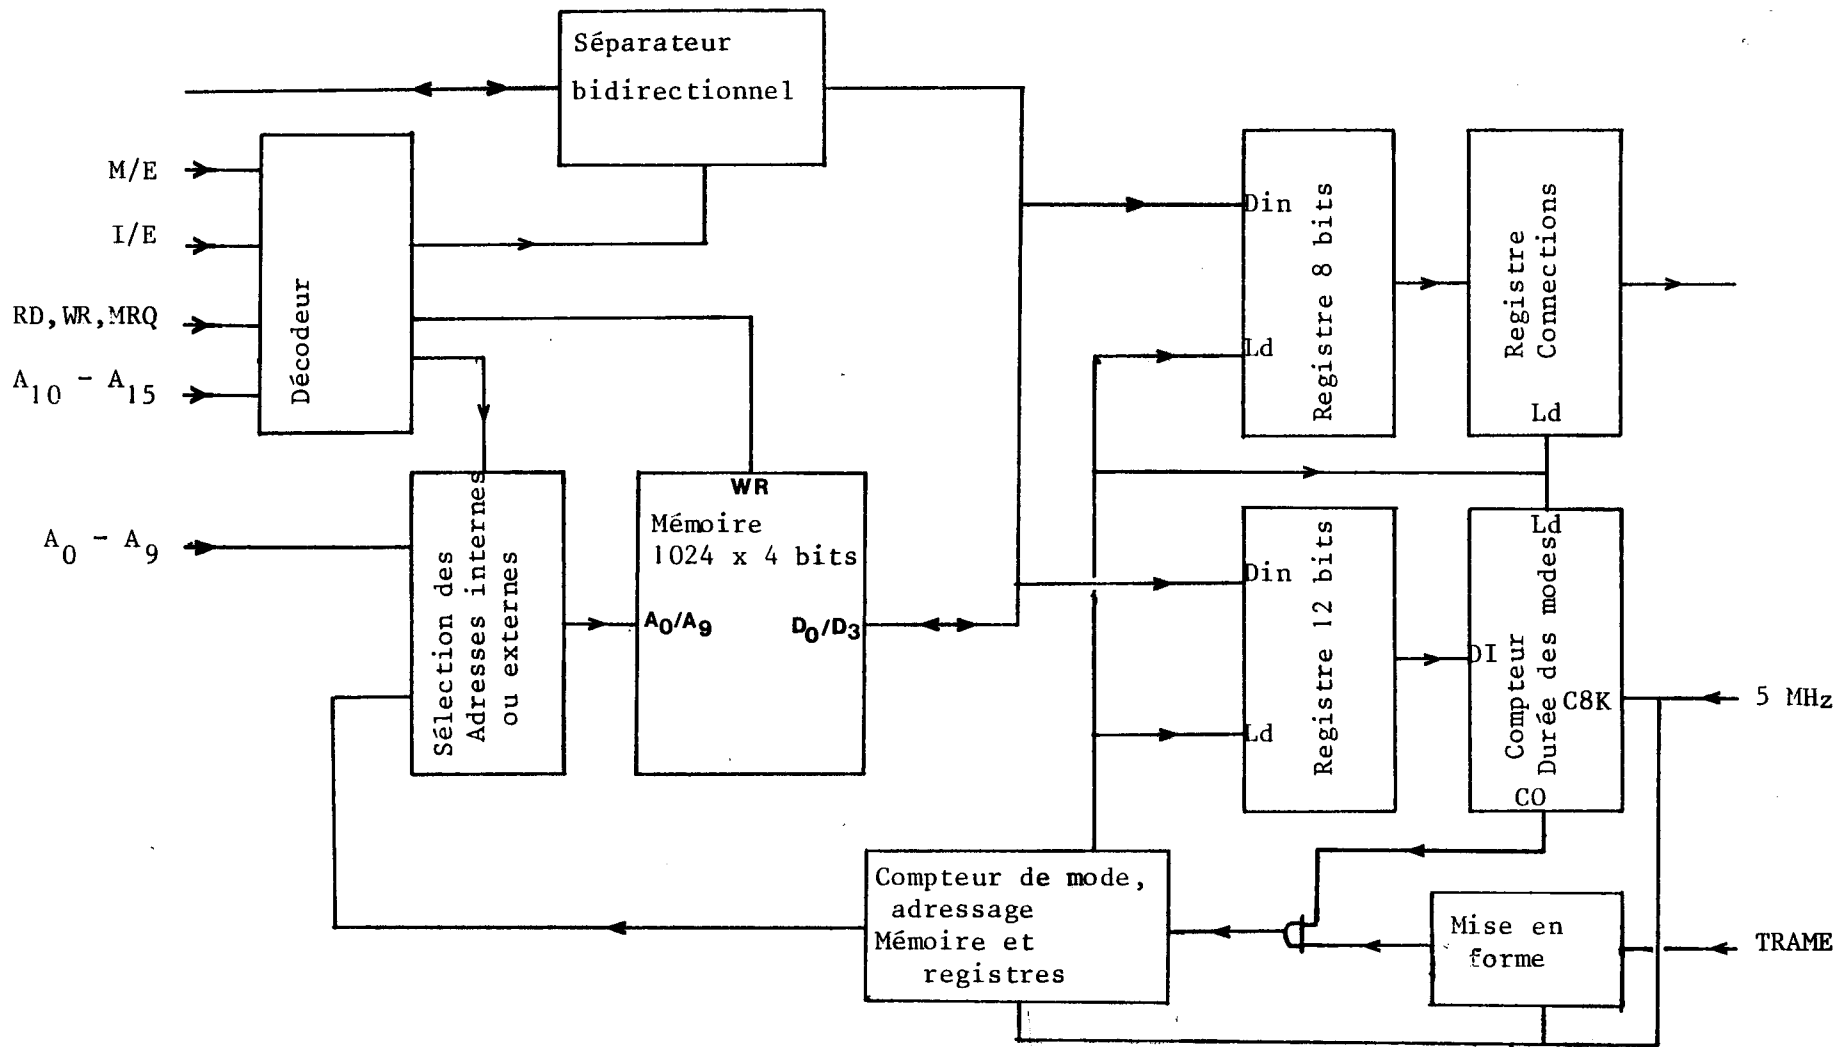 Séparateur
bidirectionnel
M/E
I/E
RD,WR,MRQ
A10 - A15
Décodeur
A0 - A9
Sélection des
Adresses internes
ou externes
WR
Mémoire
1024 x 4 bits
A0/A9
D0/D3
Din
Ld
Registre 8 bits
Registre
Connections
Ld
Din
Ld
Registre 12 bits
Ld
DI
Compteur
Durée des modes
C8K
CO
5 MHz
Compteur de mode,
adressage
Mémoire et
registres
Mise en
forme
TRAME